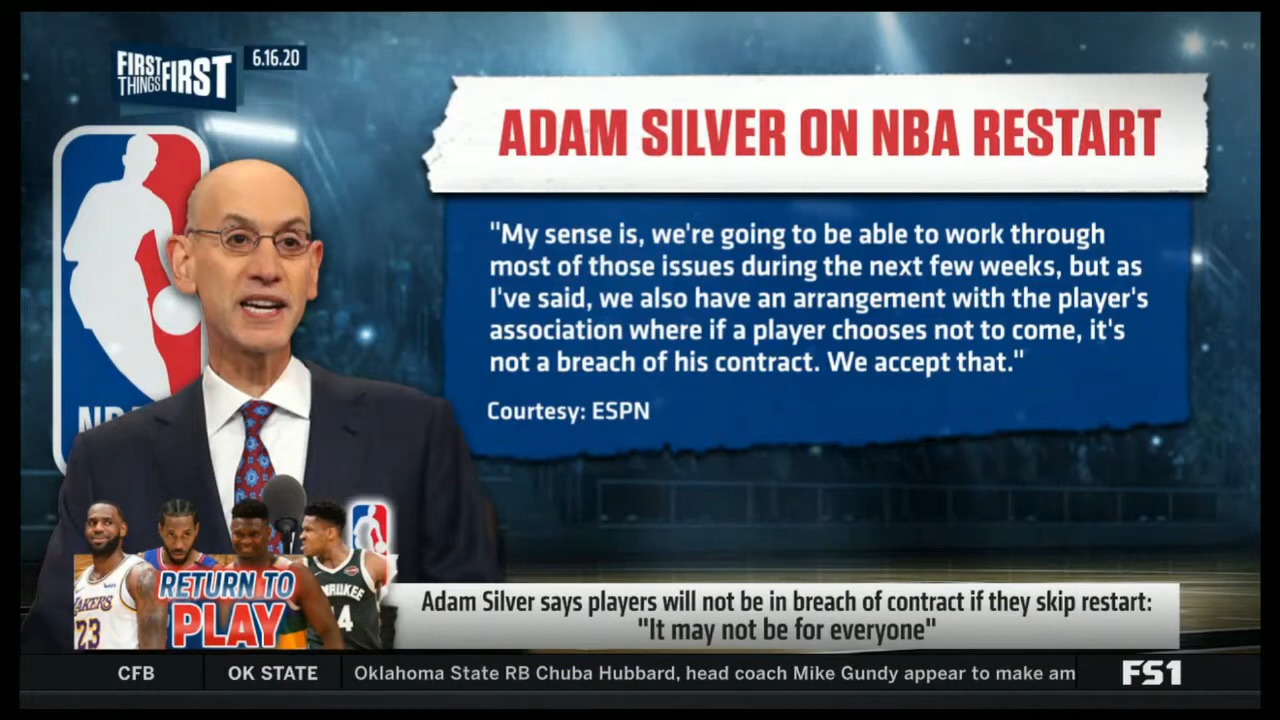 FIRST
THINGS
FIRST
6.16.20
ADAM SILVER ON NBA RESTART
"My sense is, we're going to be able to work through
most of those issues during the next few weeks, but as
I've said, we also have an arrangement with the player's
association where if a player chooses not to come, it's
not a breach of his contract. We accept that."
Courtesy: ESPN
RETURN TO
PLAY
23
Adam Silver says players will not be in breach of contract if they skip restart:
"It may not be for everyone"
CFB
OK STATE
Oklahoma State RB Chuba Hubbard, head coach Mike Gundy appear to make am
FS1